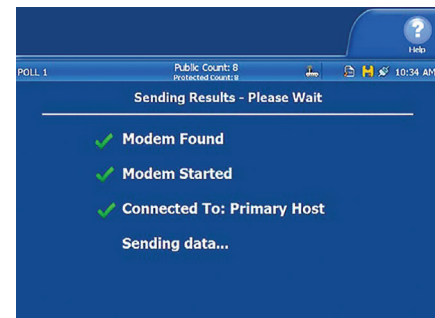 Help
POLL 1
Public Count: 8
Protected Count: 8
10:34 AM
Sending Results - Please Wait
Modem Found
Modem Started
Connected To: Primary Host
Sending data...